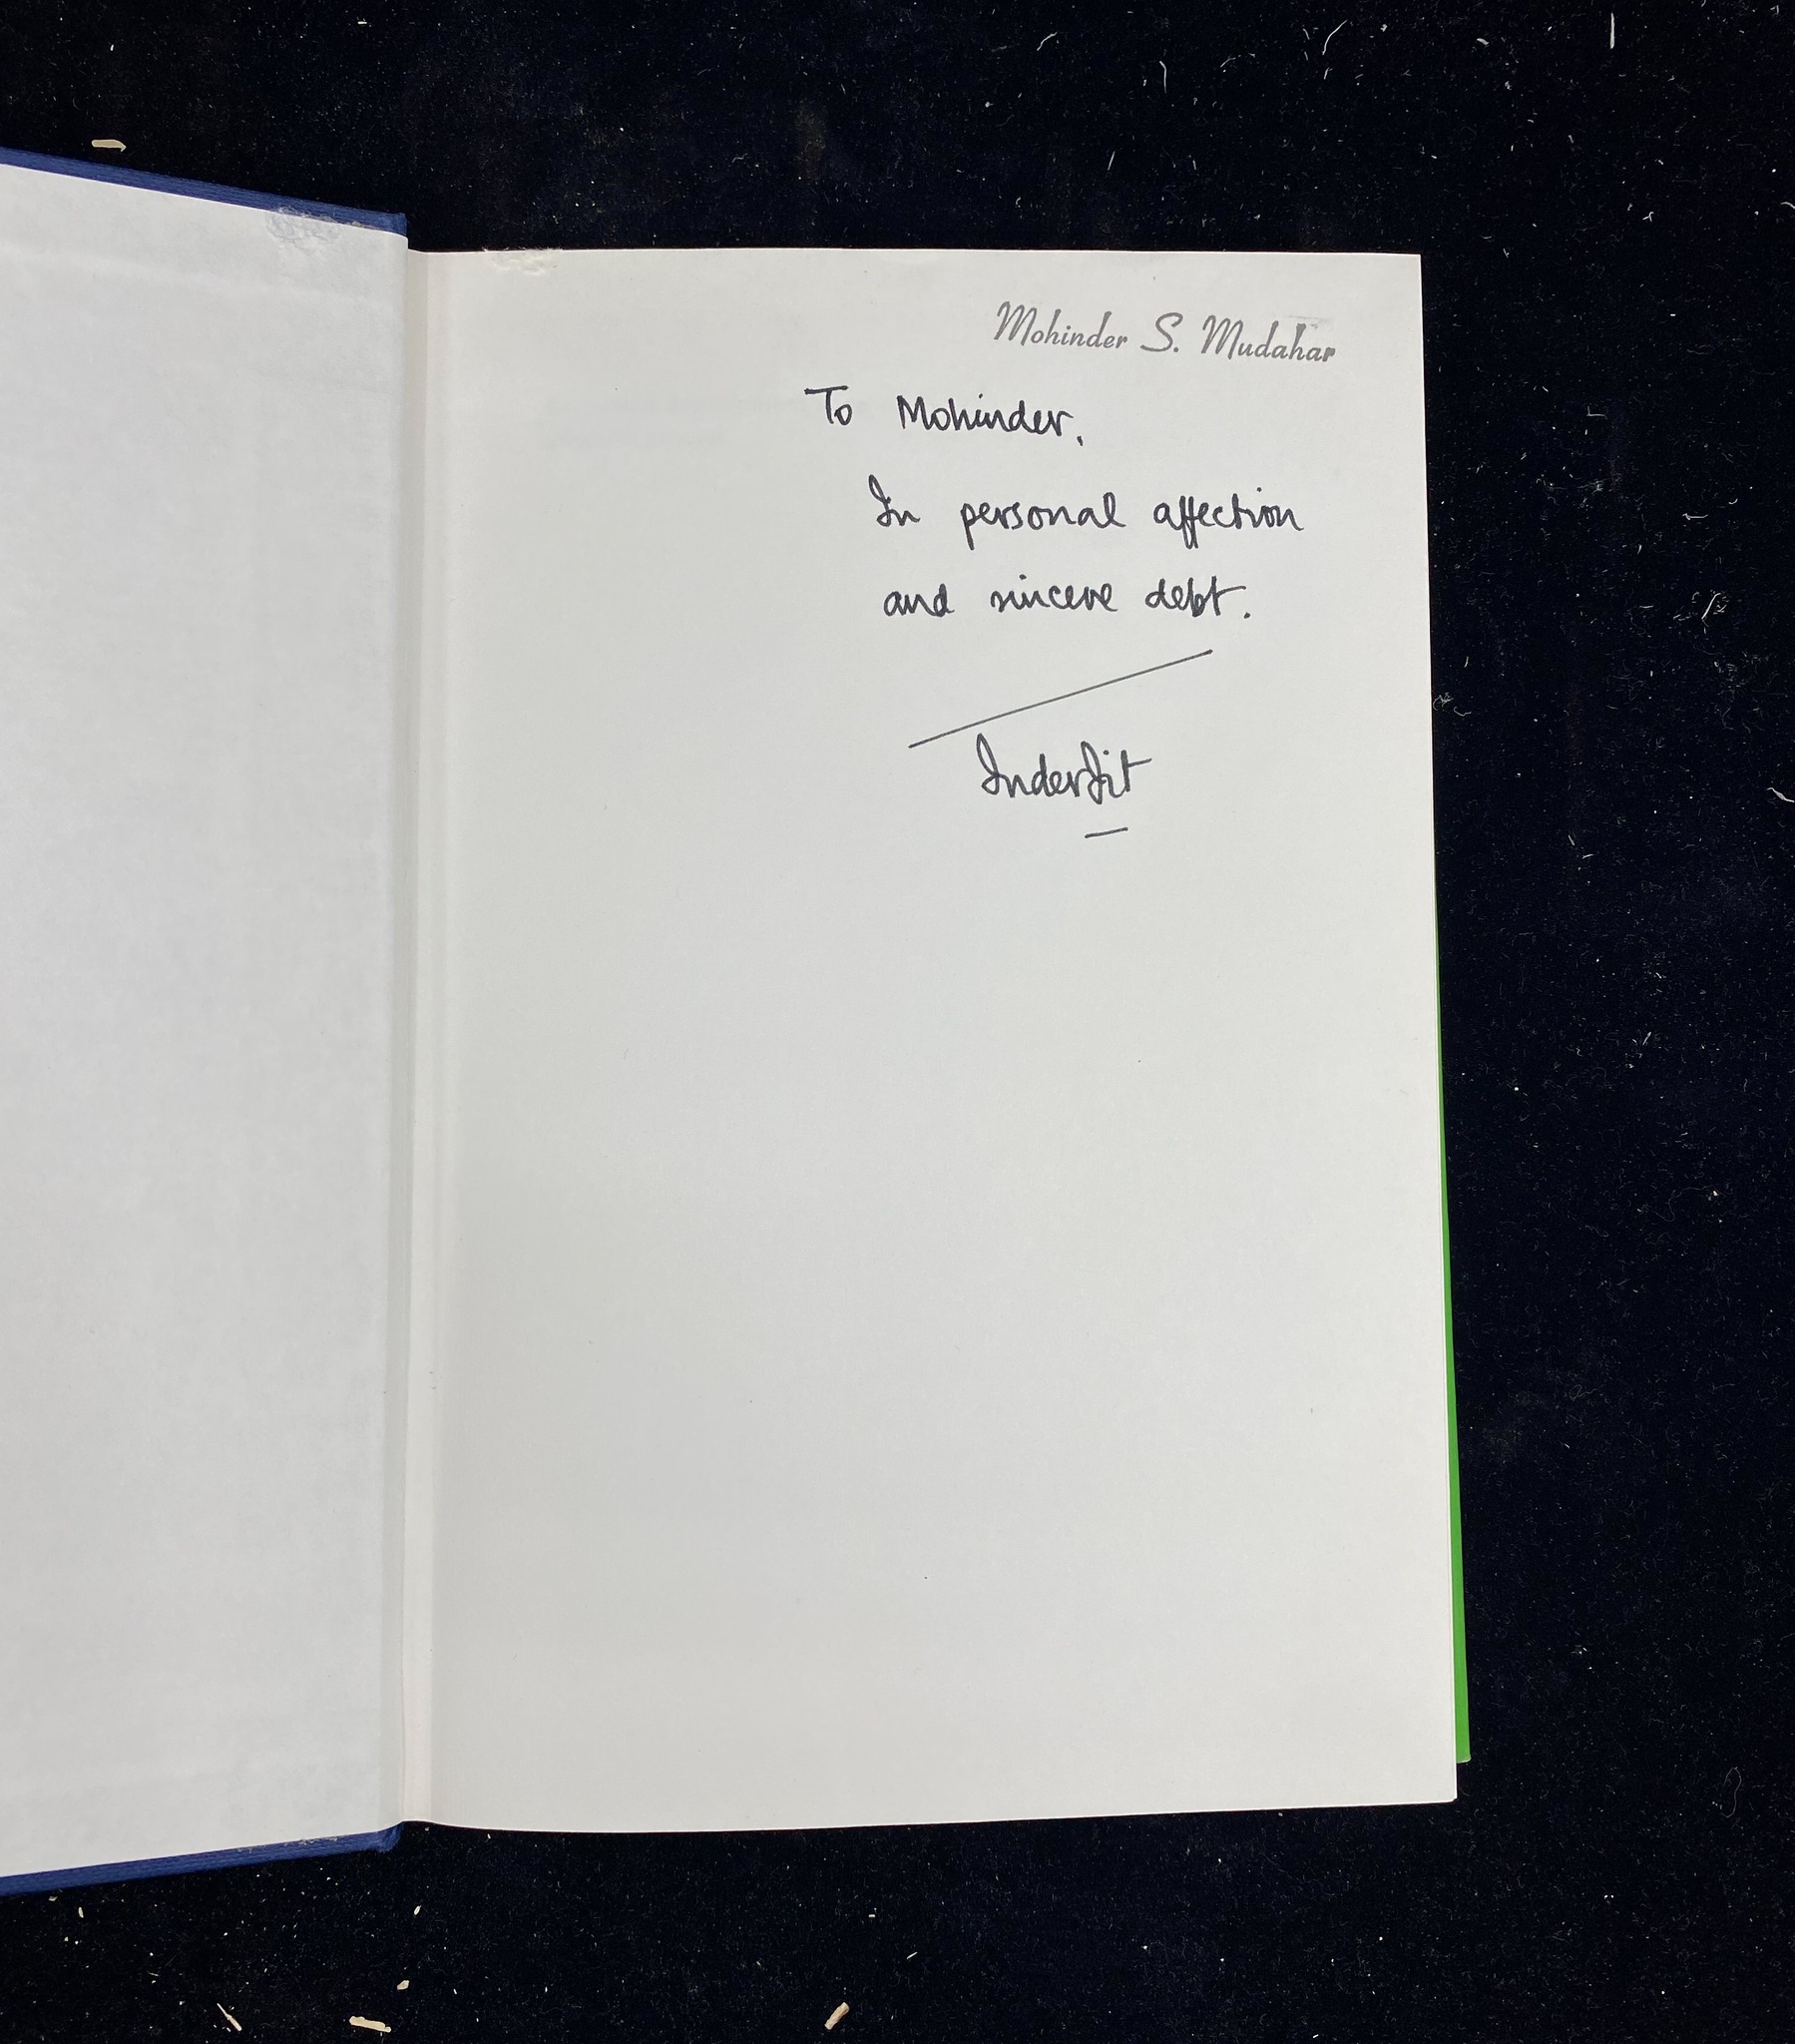 Mohinder S. Mudahar
To Mohinder,
In personal affection
and sincere debt.
InderJit